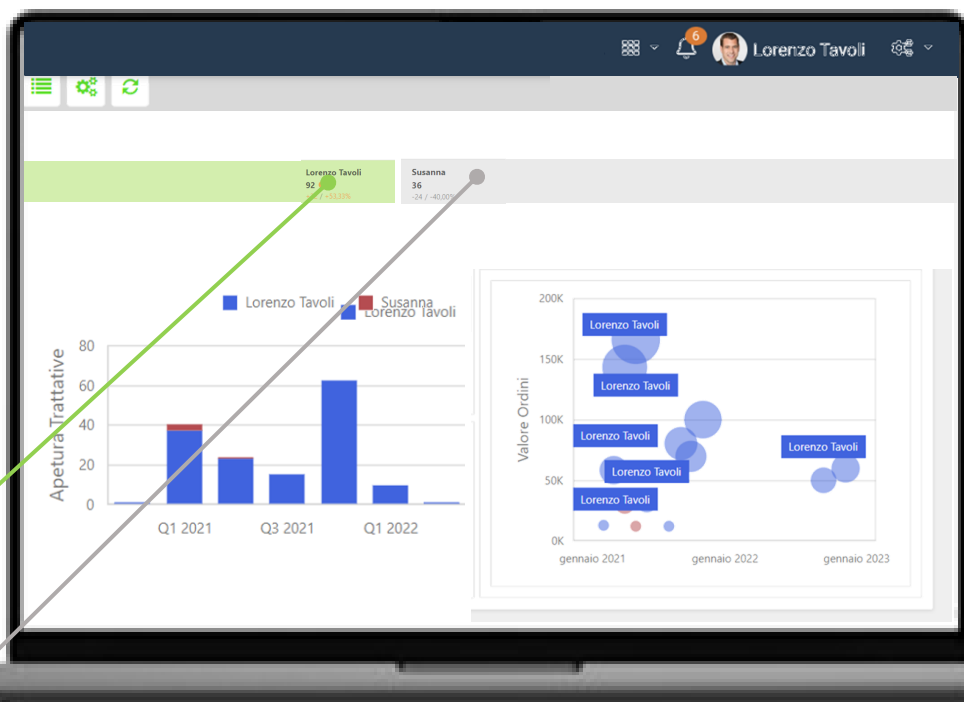 6
Lorenzo Tavoli
Lorenzo Tavoli
92
Susanna
36
-24 / -40,00%
Lorenzo Tavoli
Susanna
Lorenzo Tavoli
Apetura Trattative
80
60
40
20
0
Q1 2021
Q3 2021
Q1 2022
Valore Ordini
200K
150K
100K
50K
0K
Lorenzo Tavoli
Lorenzo Tavoli
Lorenzo Tavoli
Lorenzo Tavoli
Lorenzo Tavoli
Lorenzo Tavoli
gennaio 2021
gennaio 2022
gennaio 2023